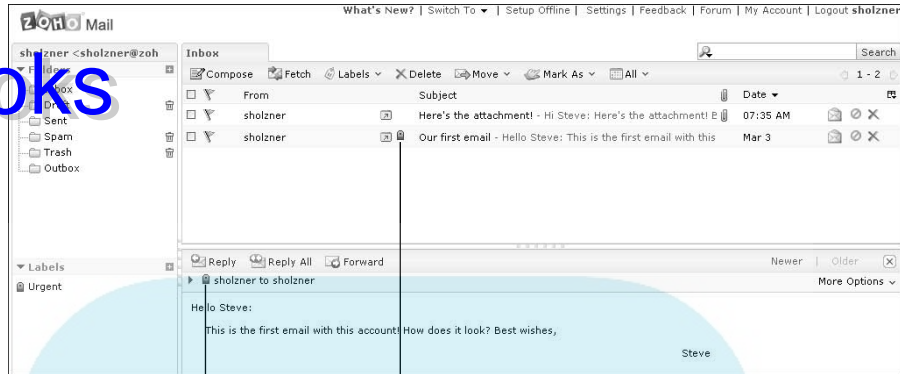 What's New? | Switch To | Setup Offline | Settings | Feedback | Forum | My Account | Logout sholzner
ZOHO Mail
sholzner <sholzner@zoh
Inbox
Search
Folders
Sent
Spam
Trash
Outbox
oks
Compose Fetch Labels Delete Move Mark As All 1 - 2
From Subject Date
sholzner Here's the attachment! - Hi Steve: Here's the attachment! 07:35 AM
sholzner Our first email - Hello Steve: This is the first email with this Mar 3
Labels
Urgent
Reply Reply All Forward Newer | Older
sholzner to sholzner More Options
Hello Steve:
This is the first email with this account! How does it look? Best wishes,
Steve